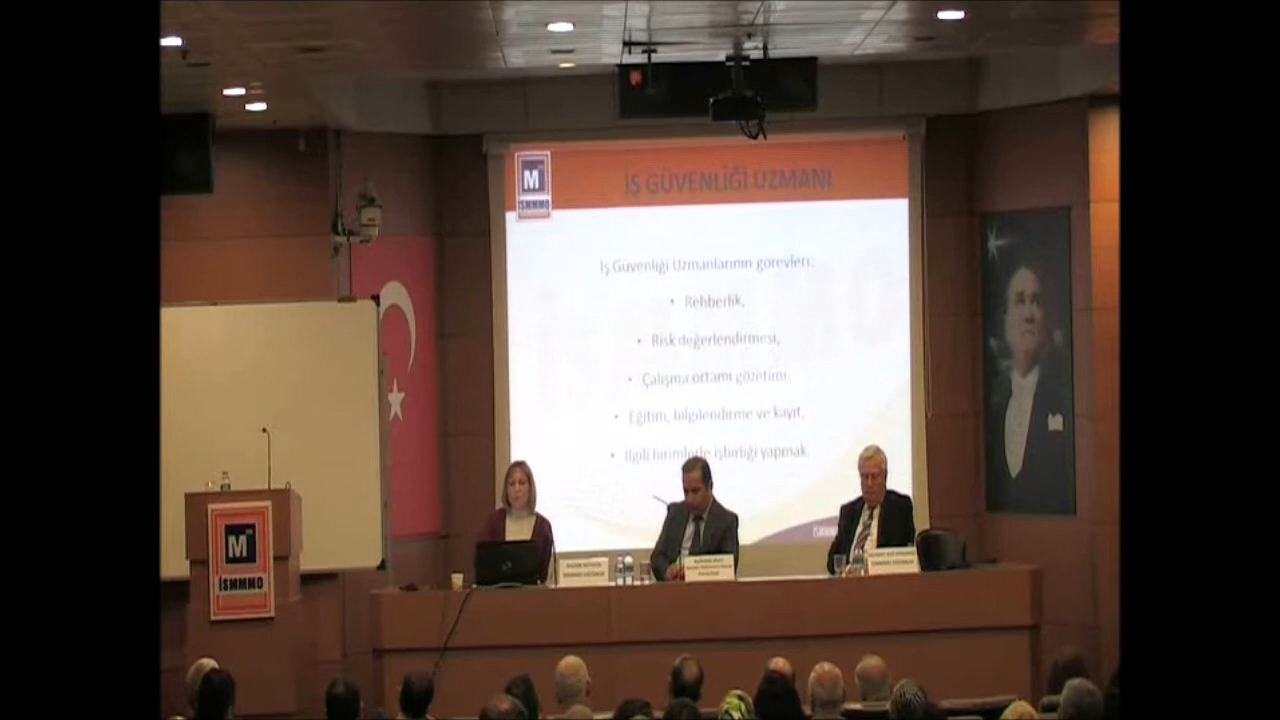 M
İSMMMO
İŞ GÜVENLİĞİ UZMANI
İş Güvenliği Uzmanlarının görevleri:
• Rehberlik,
• Risk değerlendirmesi,
• Çalışma ortamı gözetimi,
• Eğitim, bilgilendirme ve kayıt,
• İlgili birimlerle işbirliği yapmak.
M
İSMMMO